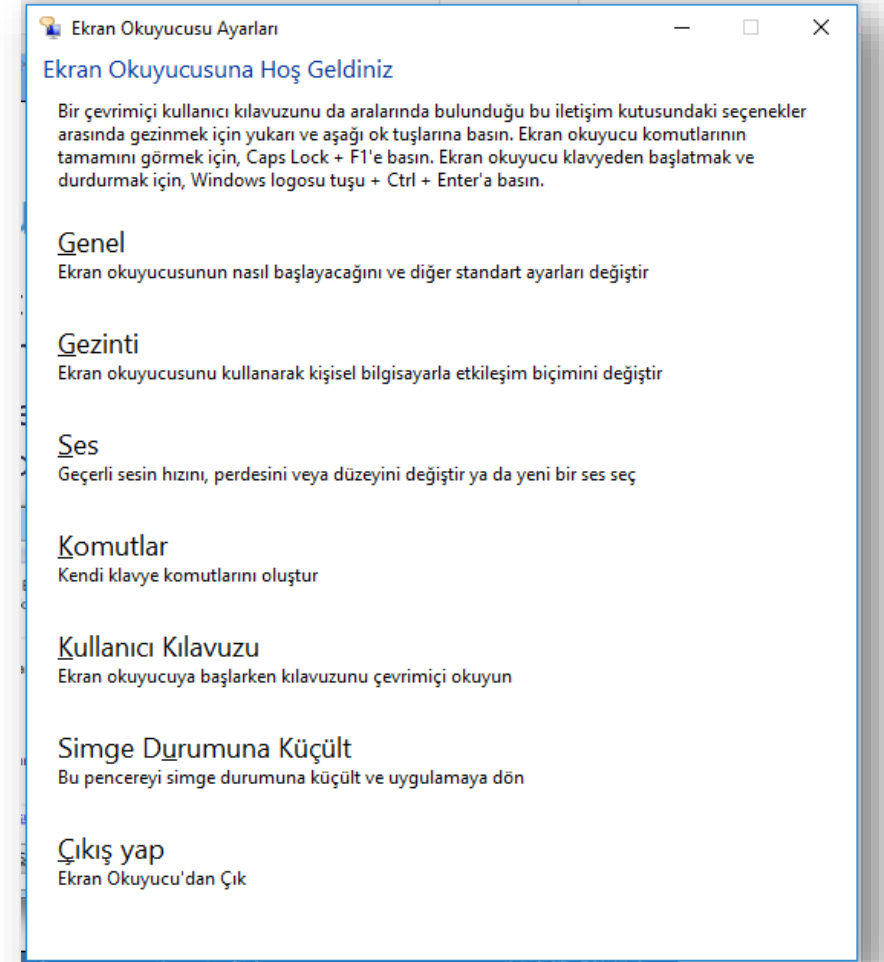 Ekran Okuyucusu Ayarları
Ekran Okuyucusuna Hoş Geldiniz
Bir çevrimiçi kullanıcı kılavuzunu da aralarında bulunduğu bu iletişim kutusundaki seçenekler
arasında gezinmek için yukarı ve aşağı ok tuşlarına basın. Ekran okuyucu komutlarının
tamamını görmek için, Caps Lock + F1'e basın. Ekran okuyucu klavyeden başlatmak ve
durdurmak için, Windows logosu tuşu + Ctrl + Enter'a basın.
Genel
Ekran okuyucusunun nasıl başlayacağını ve diğer standart ayarları değiştir
Gezinti
Ekran okuyucusunu kullanarak kişisel bilgisayarla etkileşim biçimini değiştir
Ses
Geçerli sesin hızını, perdesini veya düzeyini değiştir ya da yeni bir ses seç
Komutlar
Kendi klavye komutlarını oluştur
Kullanıcı Kılavuzu
Ekran okuyucuya başlarken kılavuzunu çevrimiçi okuyun
Simge Durumuna Küçült
Bu pencereyi simge durumuna küçült ve uygulamaya dön
Çıkış yap
Ekran Okuyucu'dan Çık